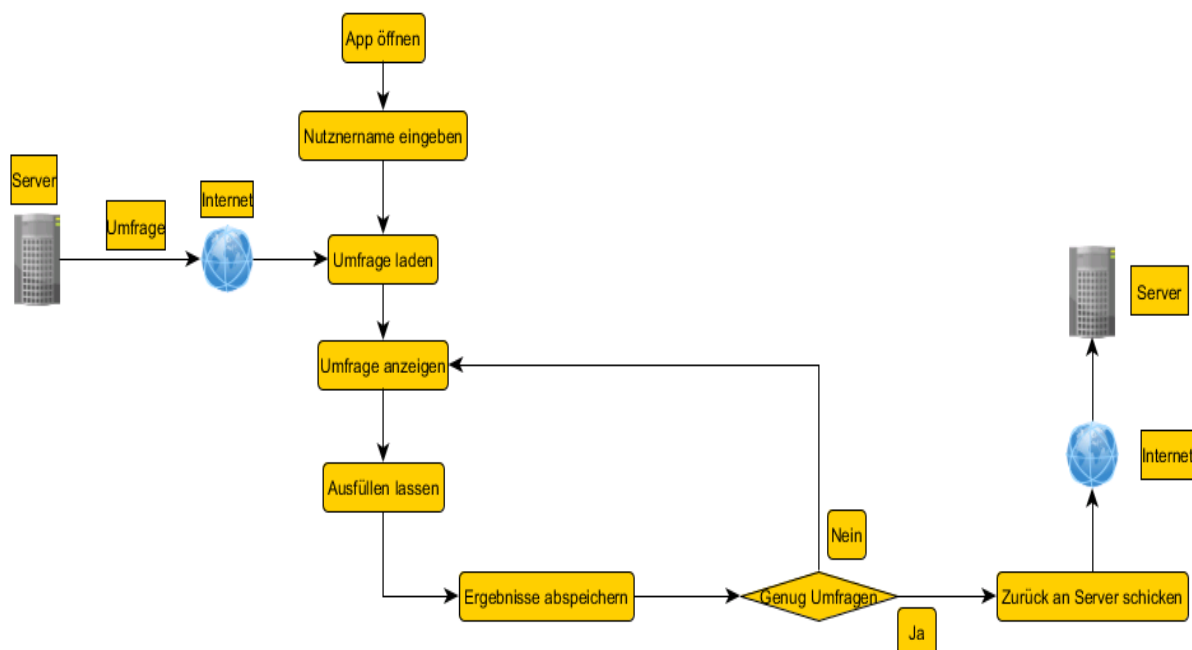 App öffnen
Nutznername eingeben
Server
Internet
Umfrage
Umfrage laden
Server
Umfrage anzeigen
Internet
Ausfüllen lassen
Nein
Ergebnisse abspeichern
Genug Umfragen
Zurück an Server schicken
Ja